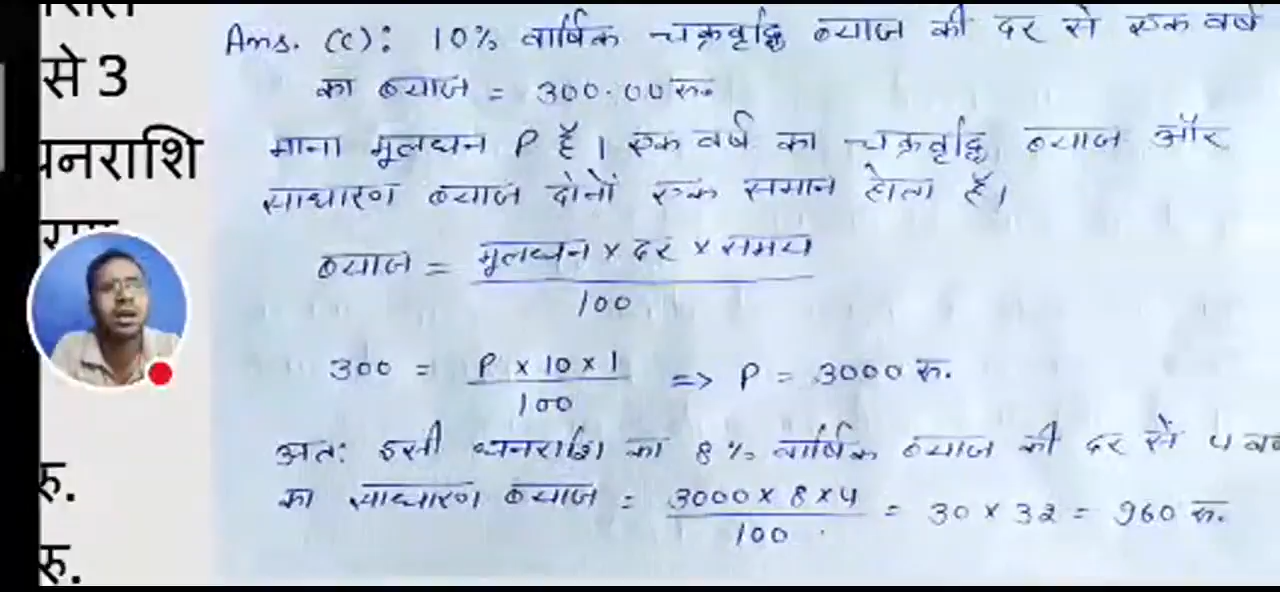 से 3
धनराशि
रु.
रु.
Ans. (c): 10% वार्षिक चक्रवृद्धि ब्याज की दर से एक वर्ष
का ब्याज = 300.00 रु.
माना मूलधन P है। एक वर्ष का चक्रवृद्धि ब्याज और
साधारण ब्याज दोनों एक समान होता है।
ब्याज = मूलधन × दर × समय / 100
300 = P × 10 × 1 / 100 => P = 3000 रु.
अतः इसी धनराशि का 8% वार्षिक ब्याज की दर से 4
का साधारण ब्याज = 3000 × 8 × 4 / 100 = 30 × 32 = 960 रु.